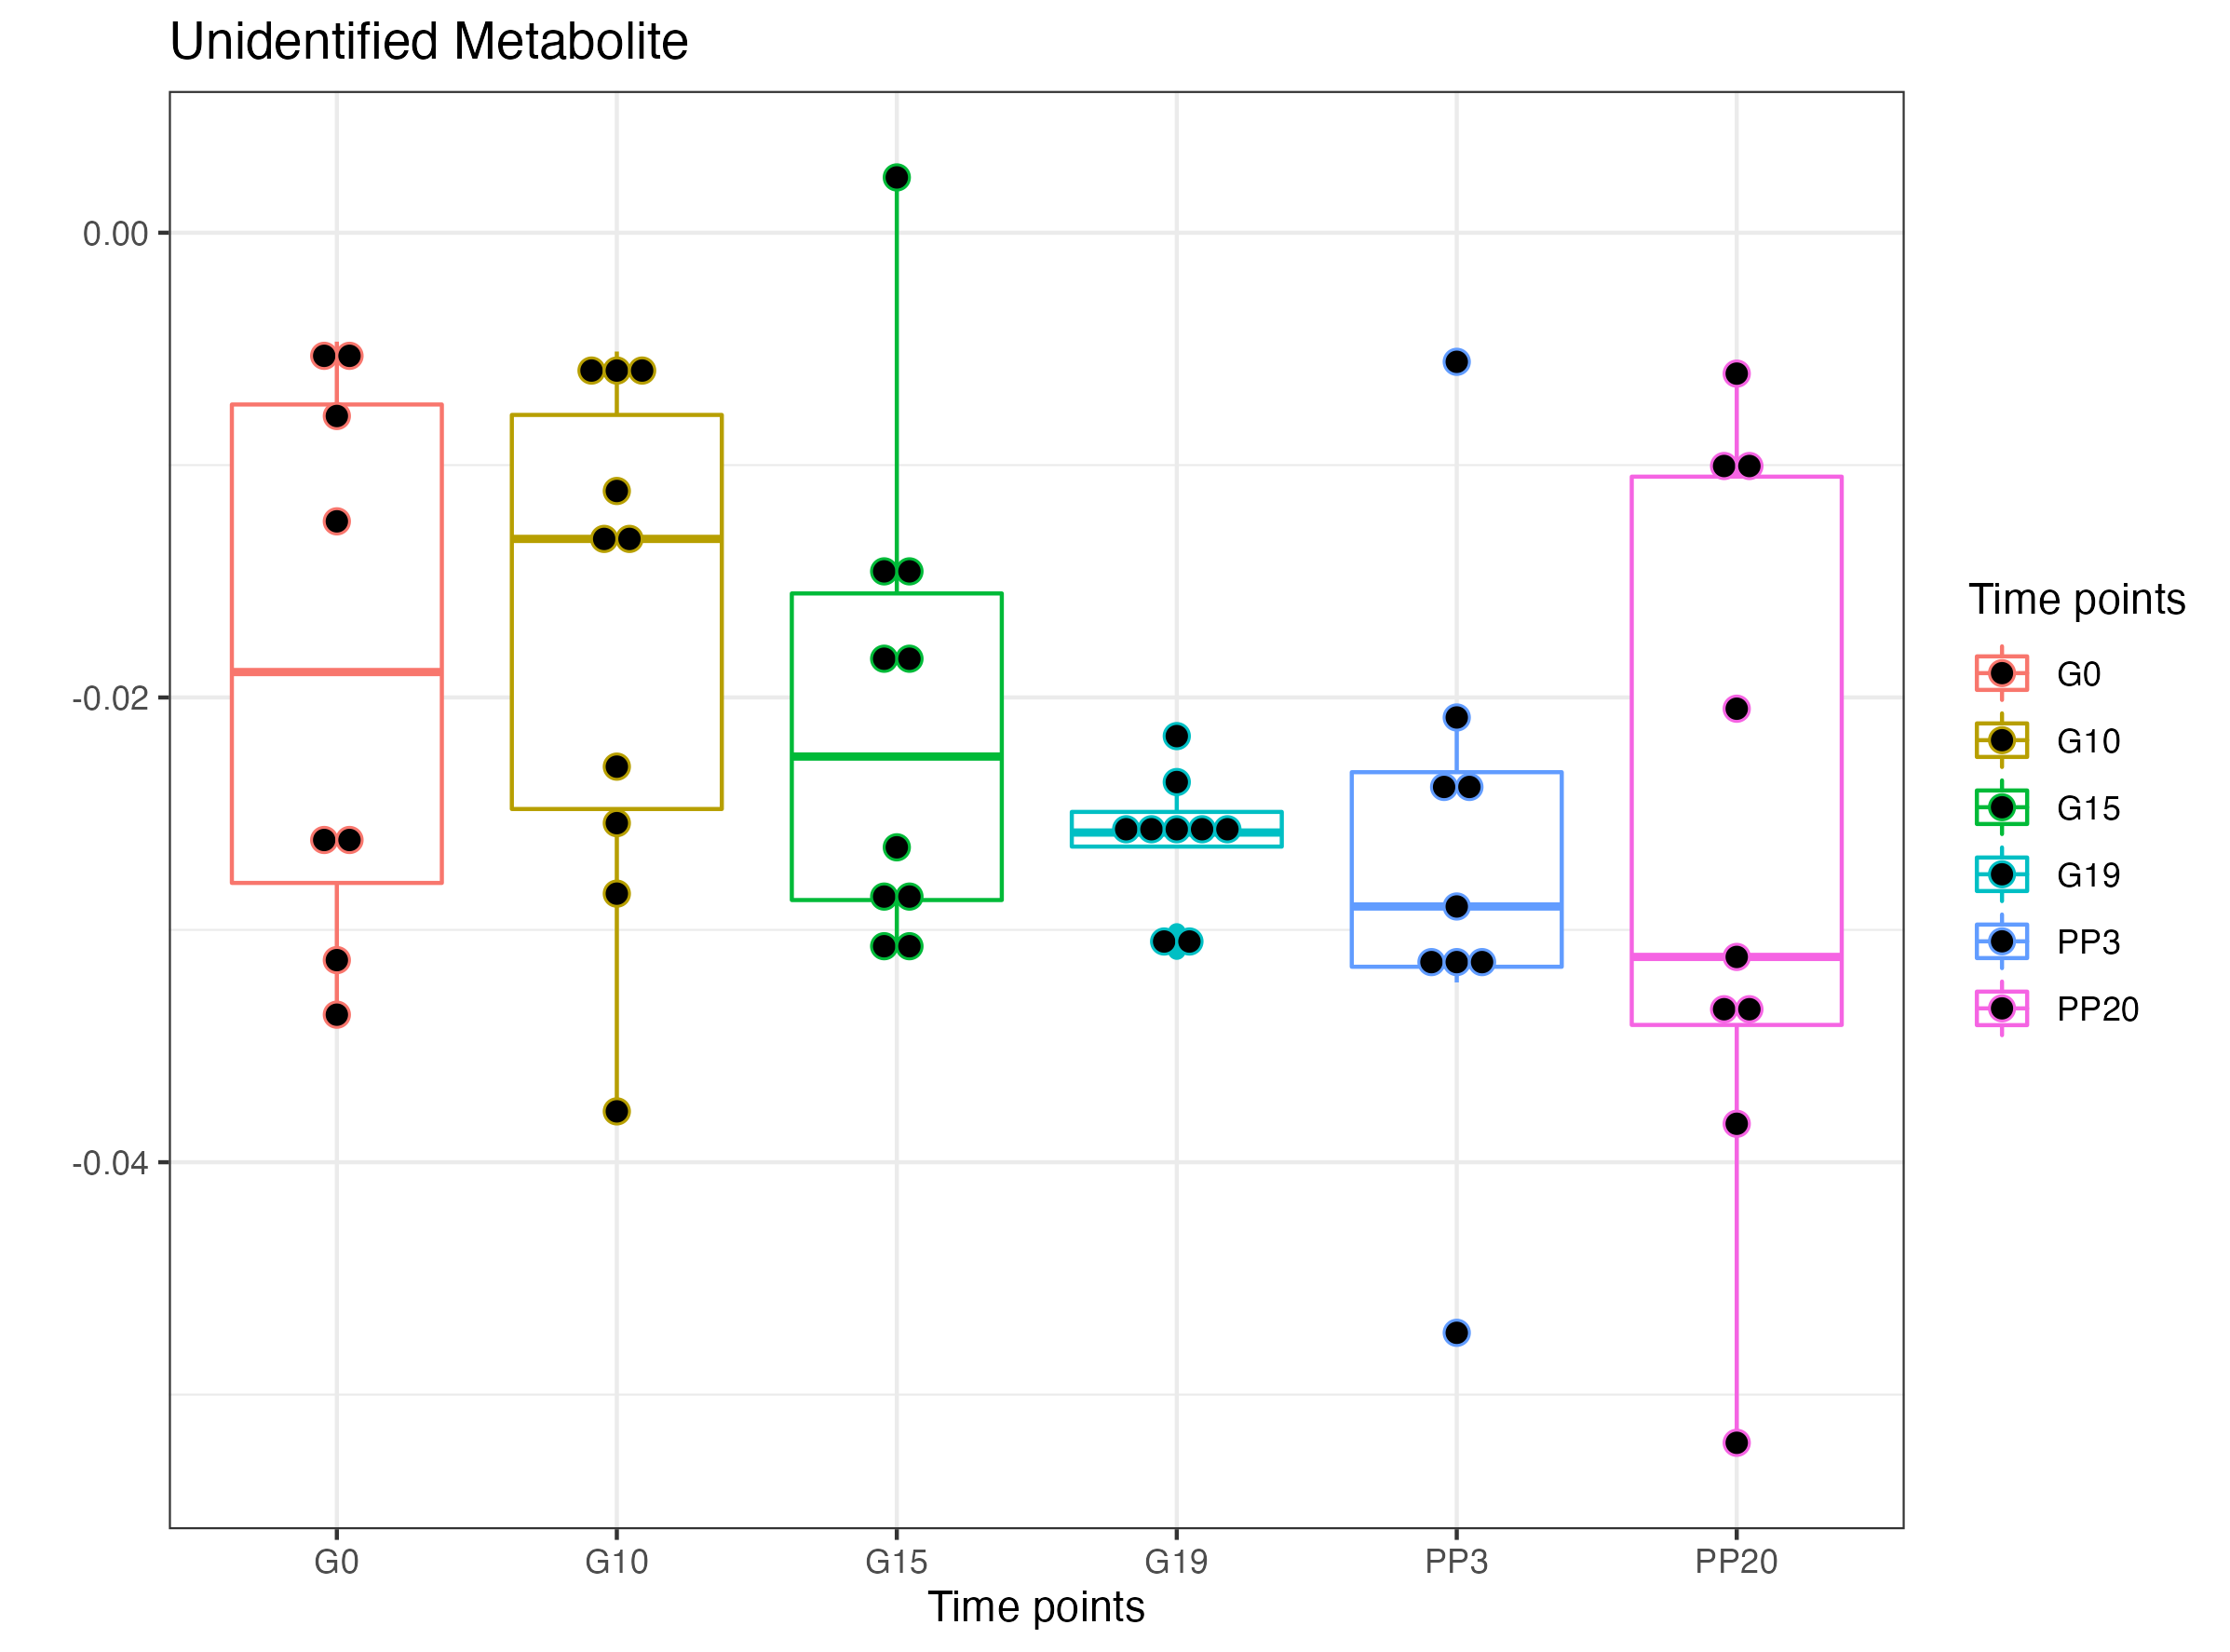 Unidentified Metabolite
0.00
-0.02
-0.04
G0 G10 G15 G19 PP3 PP20
Time points
Time points
G0
G10
G15
G19
PP3
PP20